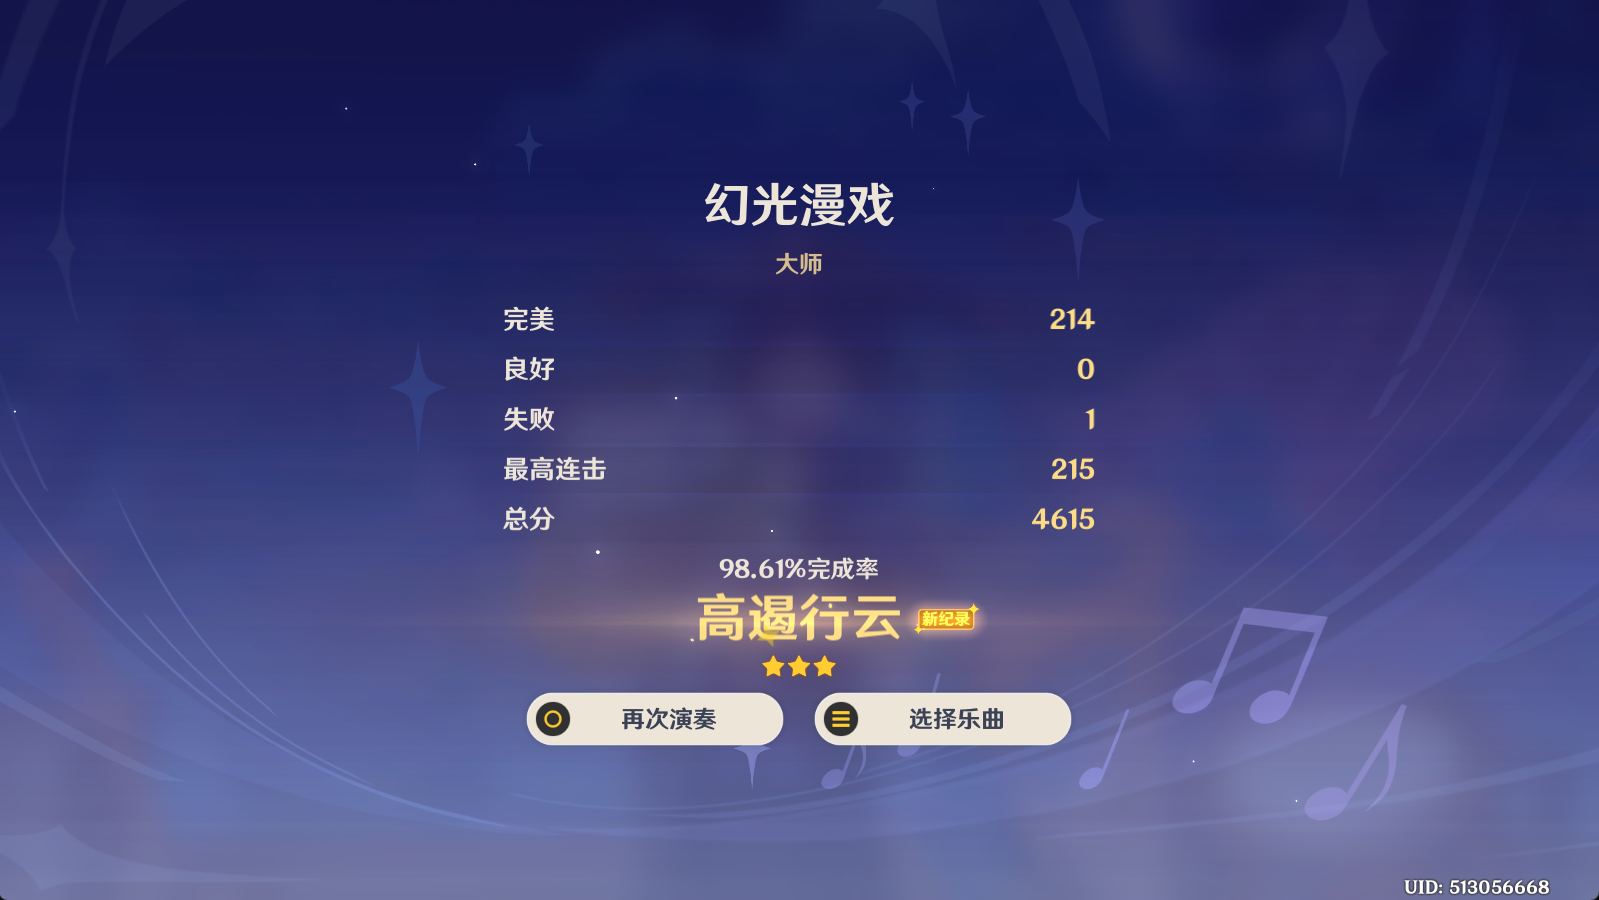 幻光漫戏
大师
完美 214
良好 0
失败 1
最高连击 215
总分 4615
98.61%完成率
高遏行云 新纪录
再次演奏 选择乐曲
UID: 513056668